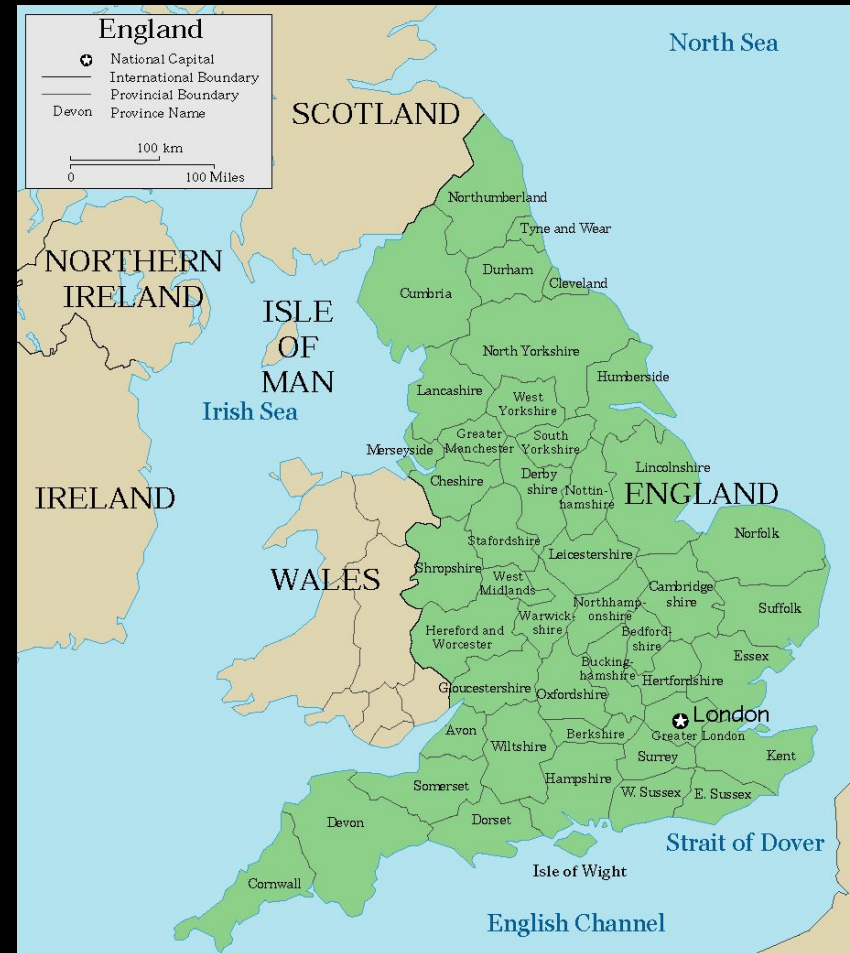 England
National Capital
International Boundary
Provincial Boundary
Devon Province Name
100 km
0 100 Miles
North Sea
SCOTLAND
Northumberland
Tyne and Wear
NORTHERN
IRELAND
Durham
Cleveland
Cumbria
ISLE
OF
MAN
North Yorkshire
Humberside
Lancashire
West
Yorkshire
Irish Sea
Greater
Manchester
South
Yorkshire
Merseyside
Lincolnshire
Cheshire
Derby
shire
Nottin-
hamshire
ENGLAND
IRELAND
Norfolk
Stafordshire
Leicestershire
Shropshire
WALES
West
Midlands
Cambridge
shire
Suffolk
Northhamp-
onshire
Warwick-
shire
Hereford and
Worcester
Bedford-
shire
Essex
Bucking-
hamshire
Hertfordshire
Gloucestershire
Oxfordshire
London
Greater London
Avon
Berkshire
Wiltshire
Surrey
Kent
Somerset
Hampshire
W. Sussex
E. Sussex
Devon
Dorset
Strait of Dover
Isle of Wight
Cornwall
English Channel